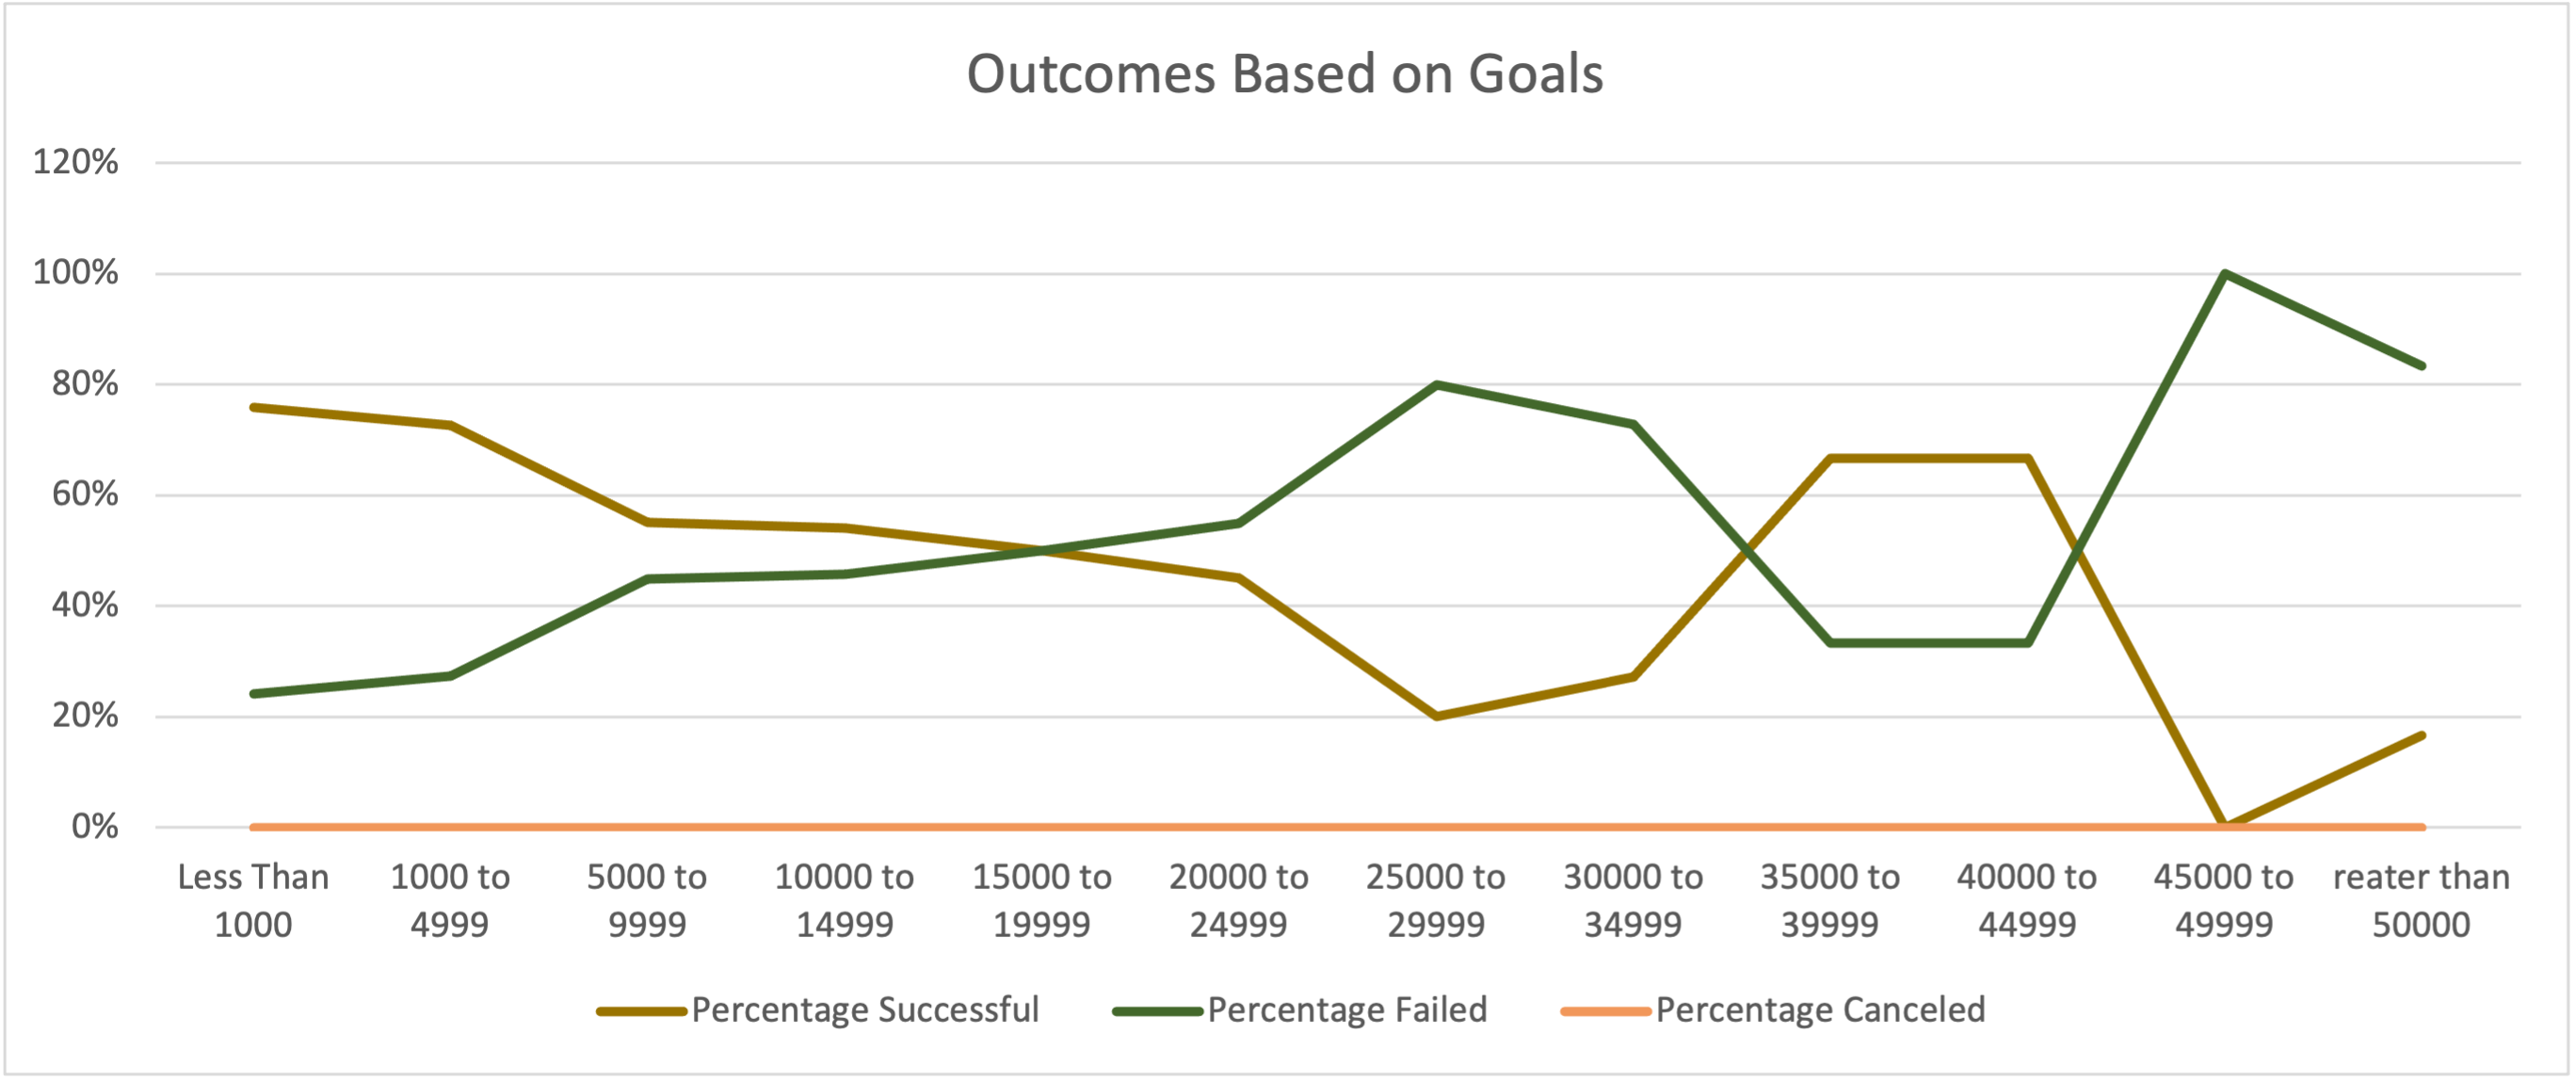 Outcomes Based on Goals
120%
100%
80%
60%
40%
20%
0%
Less Than 1000 to 5000 to 10000 to 15000 to 20000 to 25000 to 30000 to 35000 to 40000 to 45000 to reater than
1000 4999 9999 14999 19999 24999 29999 34999 39999 44999 49999 50000
Percentage Successful Percentage Failed Percentage Canceled